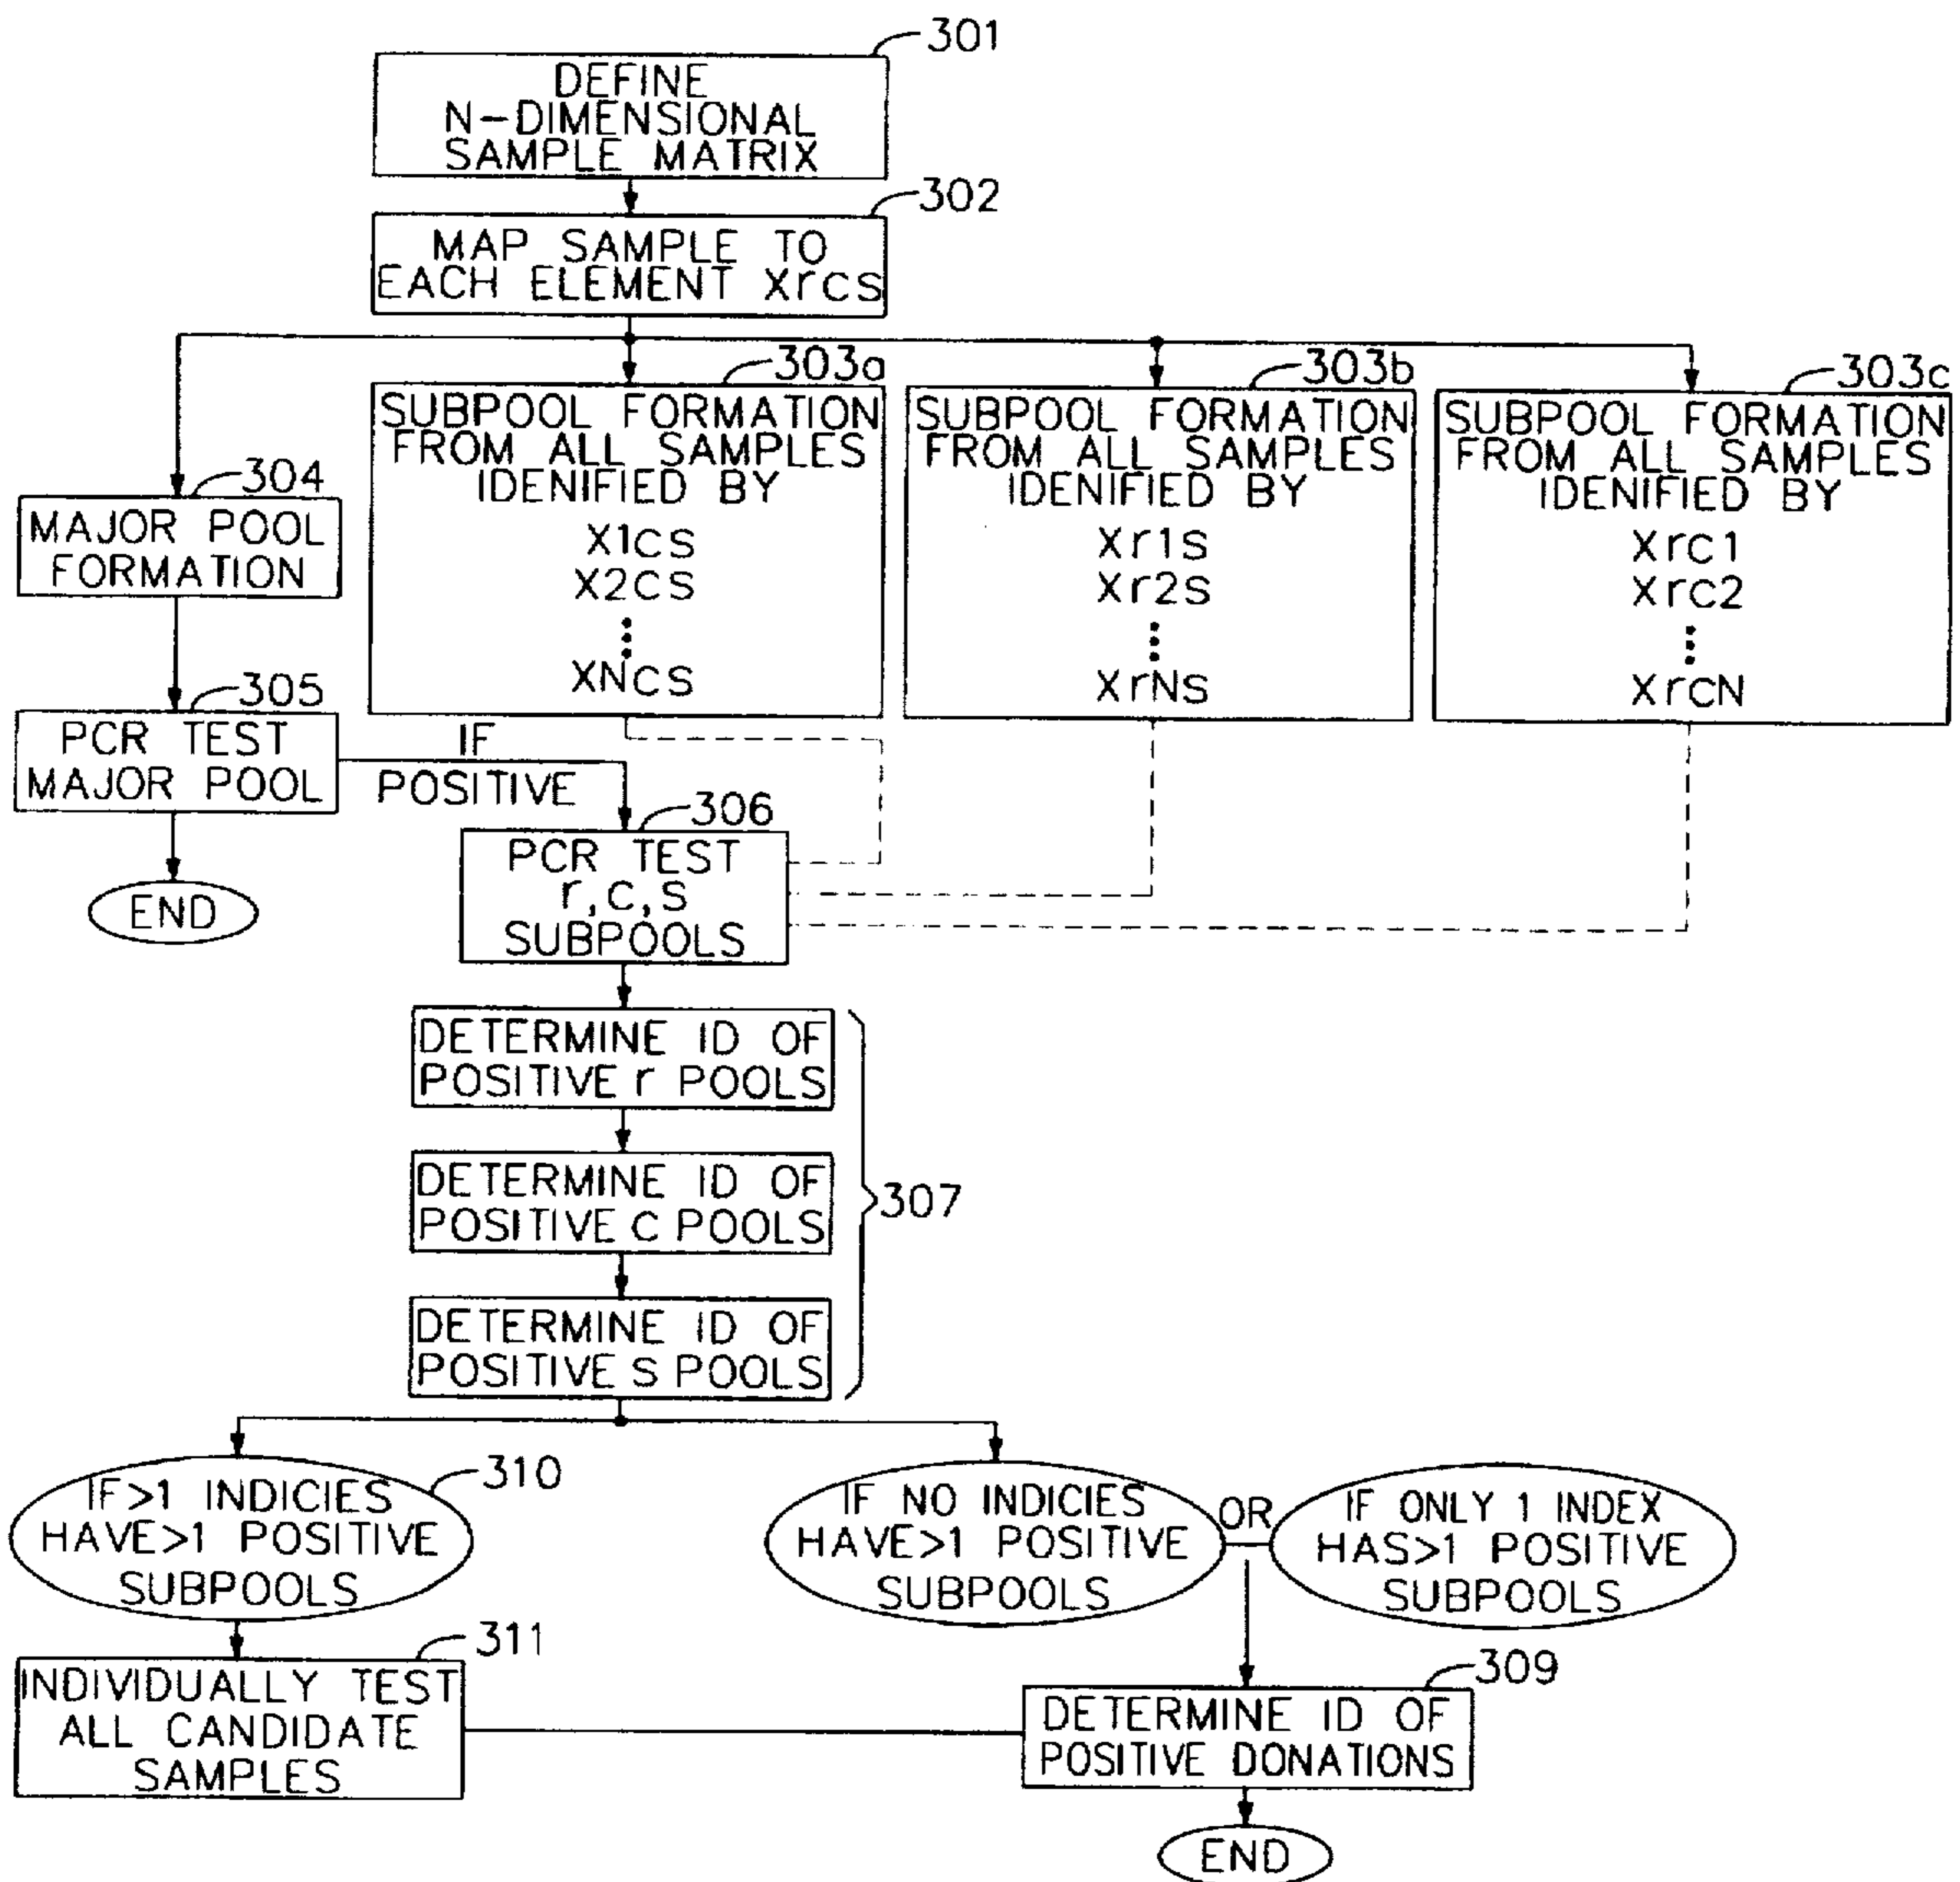 301
DEFINE
N-DIMENSIONAL
SAMPLE MATRIX
302
MAP SAMPLE TO
EACH ELEMENT Xrcs
303a
SUBPOOL FORMATION
FROM ALL SAMPLES
IDENIFIED BY
X1cs
X2cs
XNcs
303b
SUBPOOL FORMATION
FROM ALL SAMPLES
IDENIFIED BY
Xr1s
Xr2s
XrNs
303c
SUBPOOL FORMATION
FROM ALL SAMPLES
IDENIFIED BY
Xrc1
Xrc2
XrcN
304
MAJOR POOL
FORMATION
305
PCR TEST
MAJOR POOL
IF
POSITIVE
END
306
PCR TEST
r,c,s
SUBPOOLS
DETERMINE ID OF
POSITIVE r POOLS
DETERMINE ID OF
POSITIVE c POOLS
DETERMINE ID OF
POSITIVE s POOLS
307
310
IF>1 INDICIES
HAVE>1 POSITIVE
SUBPOOLS
IF NO INDICIES
HAVE>1 POSITIVE
SUBPOOLS
OR
IF ONLY 1 INDEX
HAS>1 POSITIVE
SUBPOOLS
311
INDIVIDUALLY TEST
ALL CANDIDATE
SAMPLES
309
DETERMINE ID OF
POSITIVE DONATIONS
END